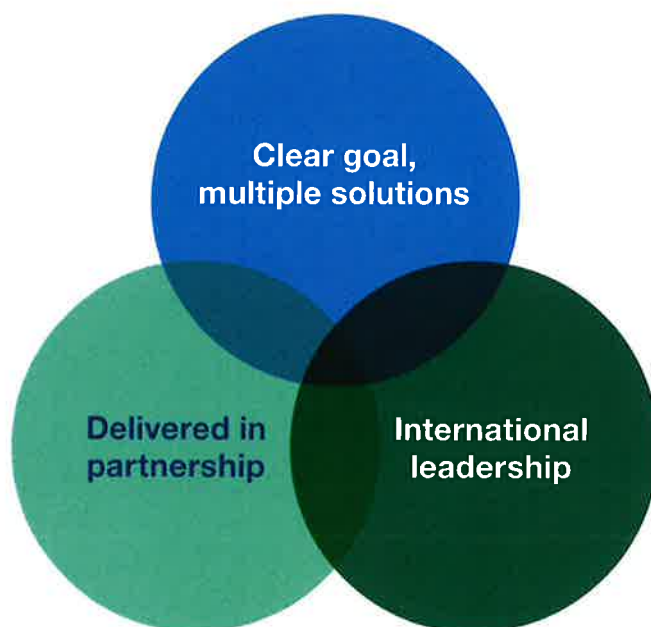 Clear goal,
multiple solutions
Delivered in
partnership
International
leadership